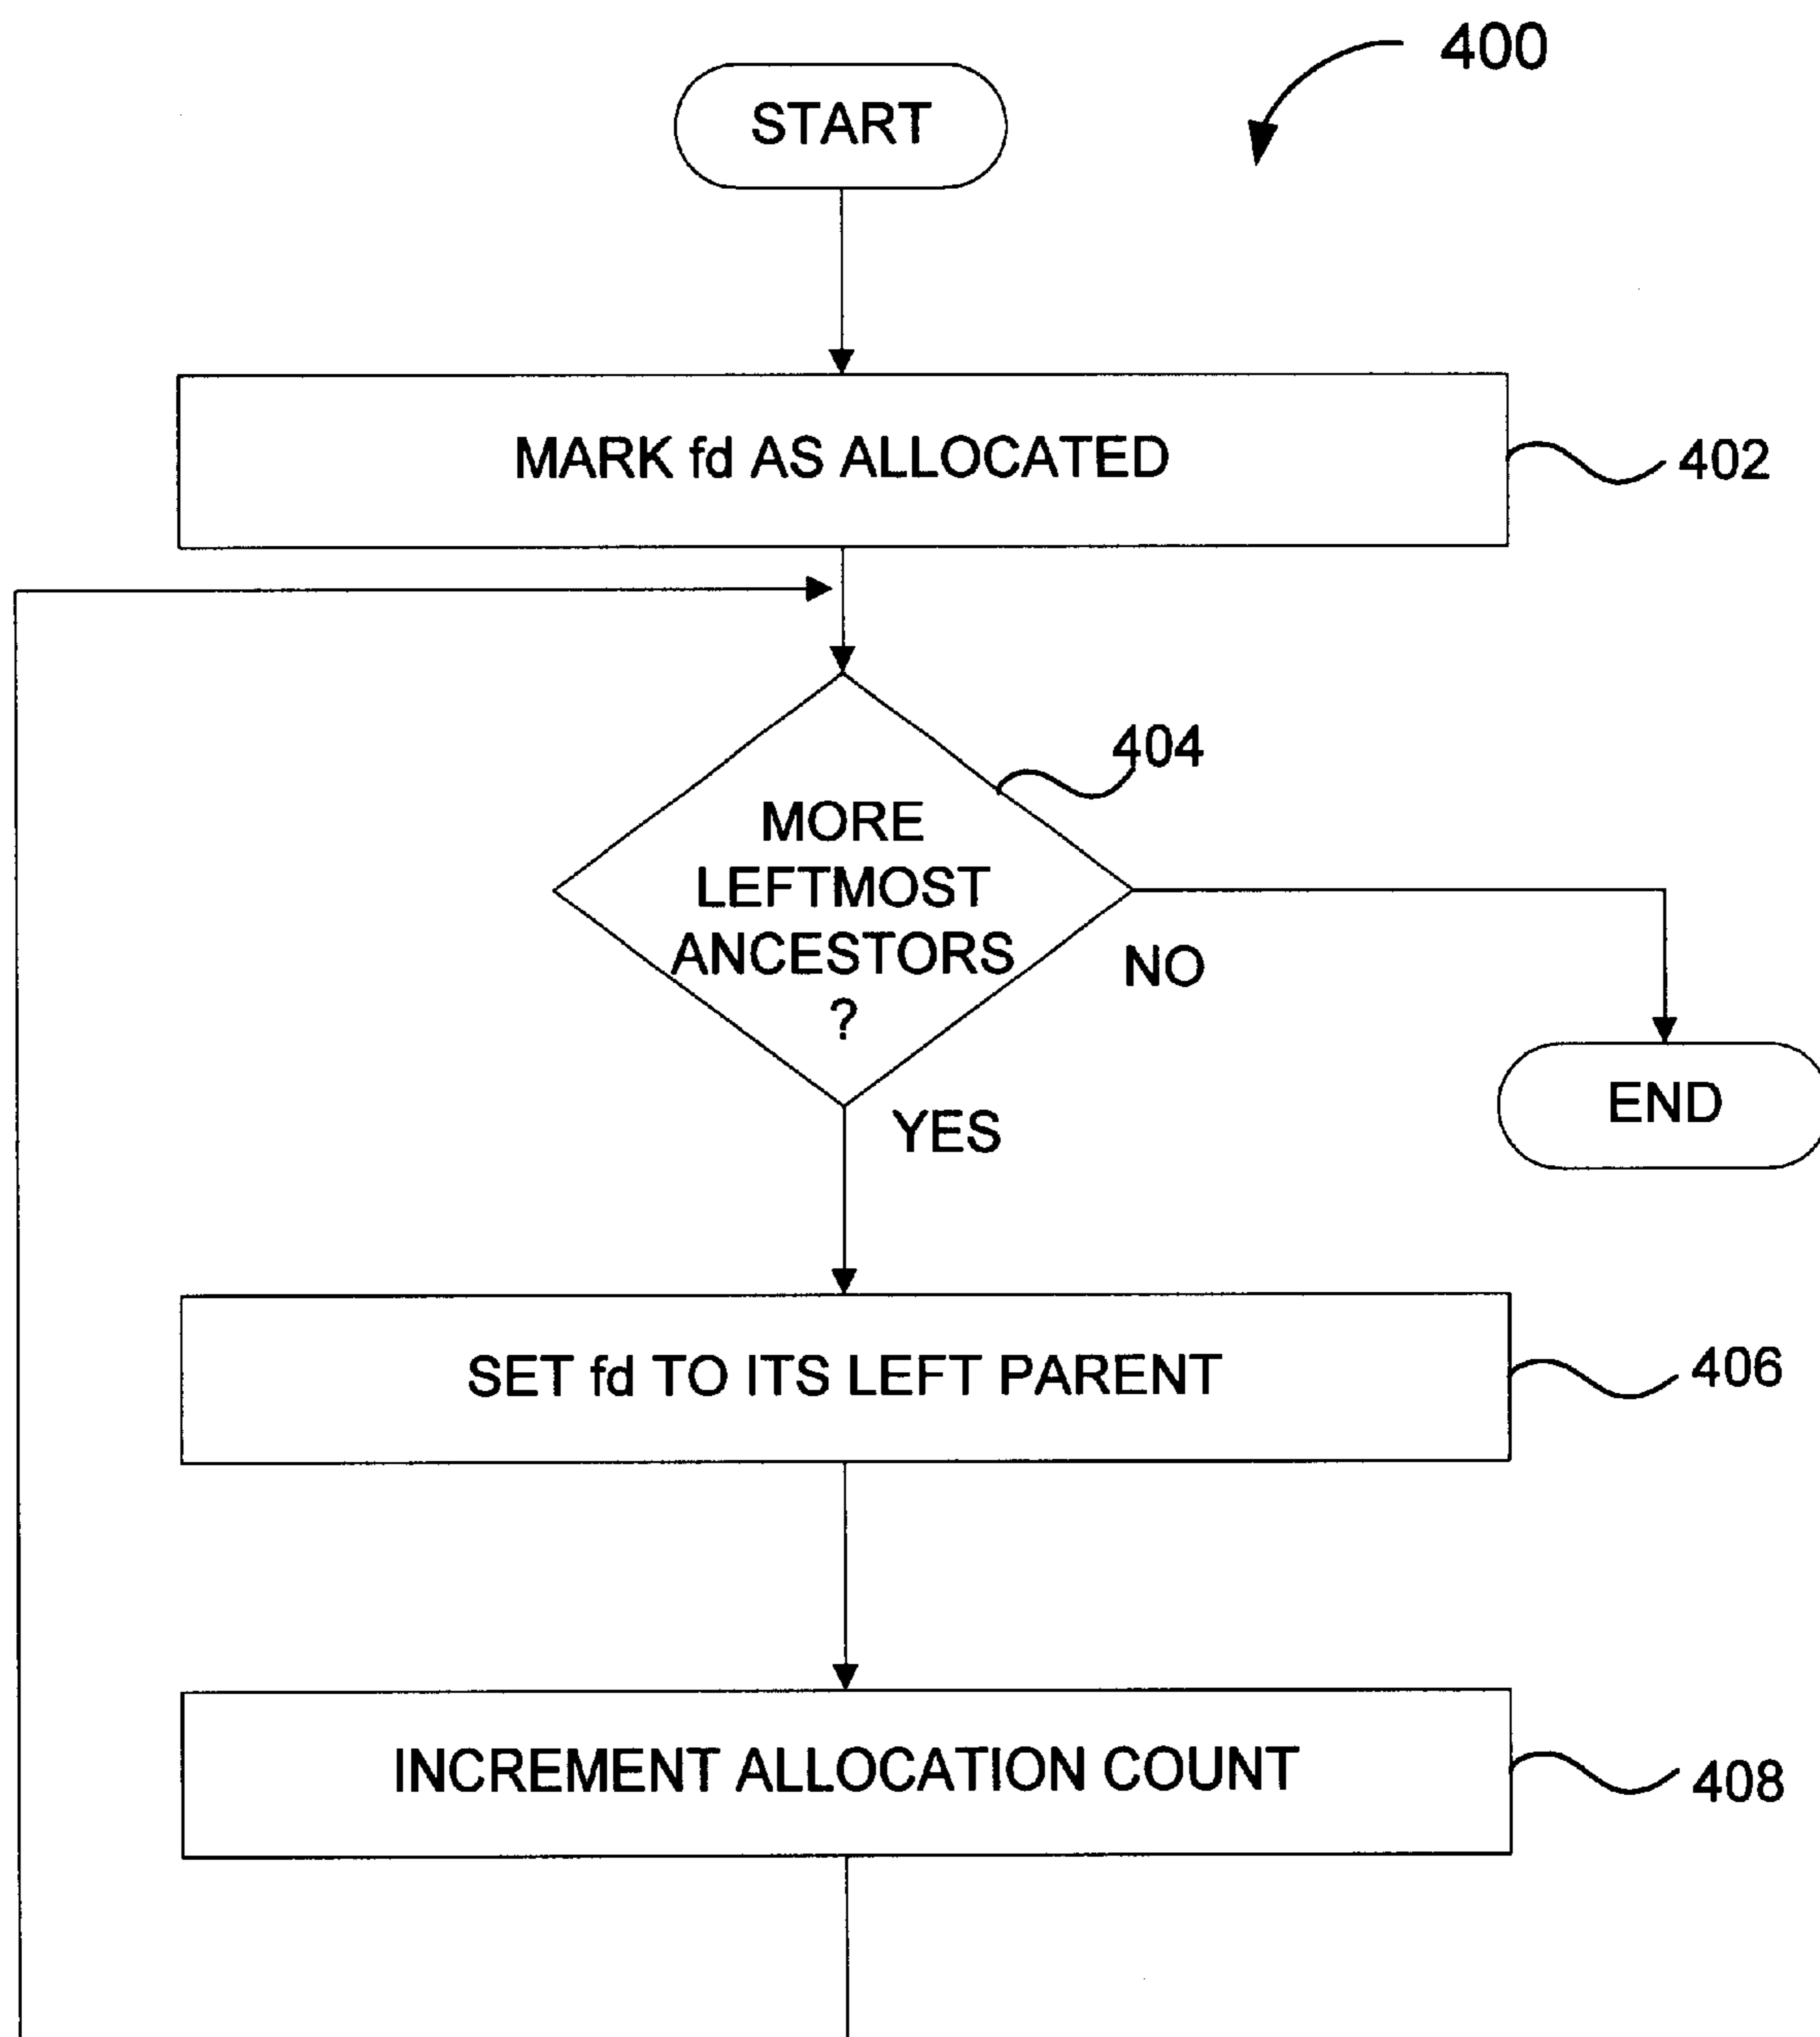 400
START
MARK fd AS ALLOCATED
402
404
MORE
LEFTMOST
ANCESTORS
?
NO
END
YES
SET fd TO ITS LEFT PARENT
406
INCREMENT ALLOCATION COUNT
408